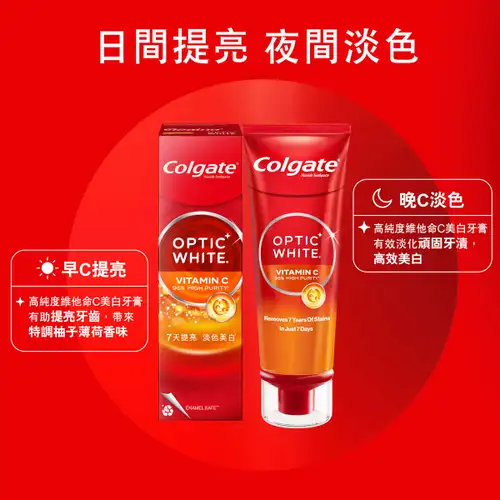 日間提亮 夜間淡色
早C提亮
高純度維他命C美白牙膏
有助提亮牙齒，帶來
特調柚子薄荷香味
Colgate
OPTIC
WHITE.
VITAMIN C
99% HIGH PURITY
7天提亮 淡色美白
ENAMEL SAFE™
Colgate
Fluoride toothpaste
OPTIC
WHITE.
VITAMIN C
99% HIGH PURITY
Removes 7 Years Of Stains
In Just 7 Days
晚C淡色
高純度維他命C美白牙膏
有效淡化頑固牙漬，
高效美白